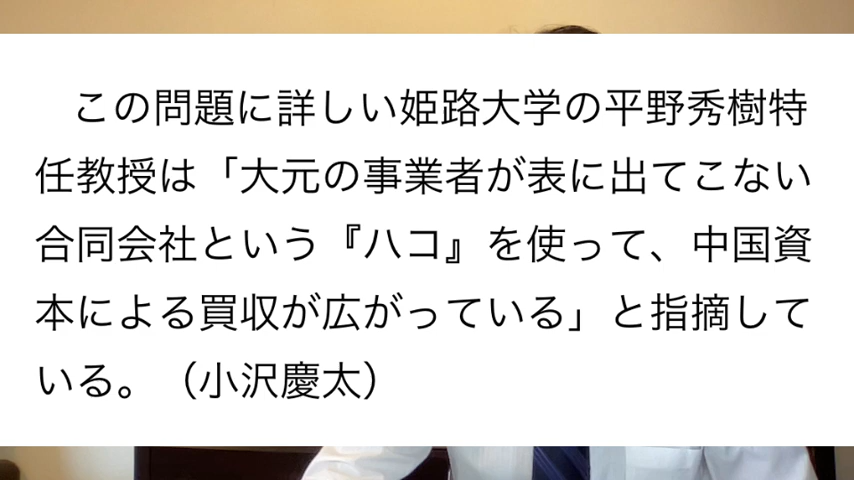 この問題に詳しい姫路大学の平野秀樹特
任教授は「大元の事業者が表に出てこない
合同会社という『ハコ』を使って、中国資
本による買収が広がっている」と指摘して
いる。（小沢慶太）